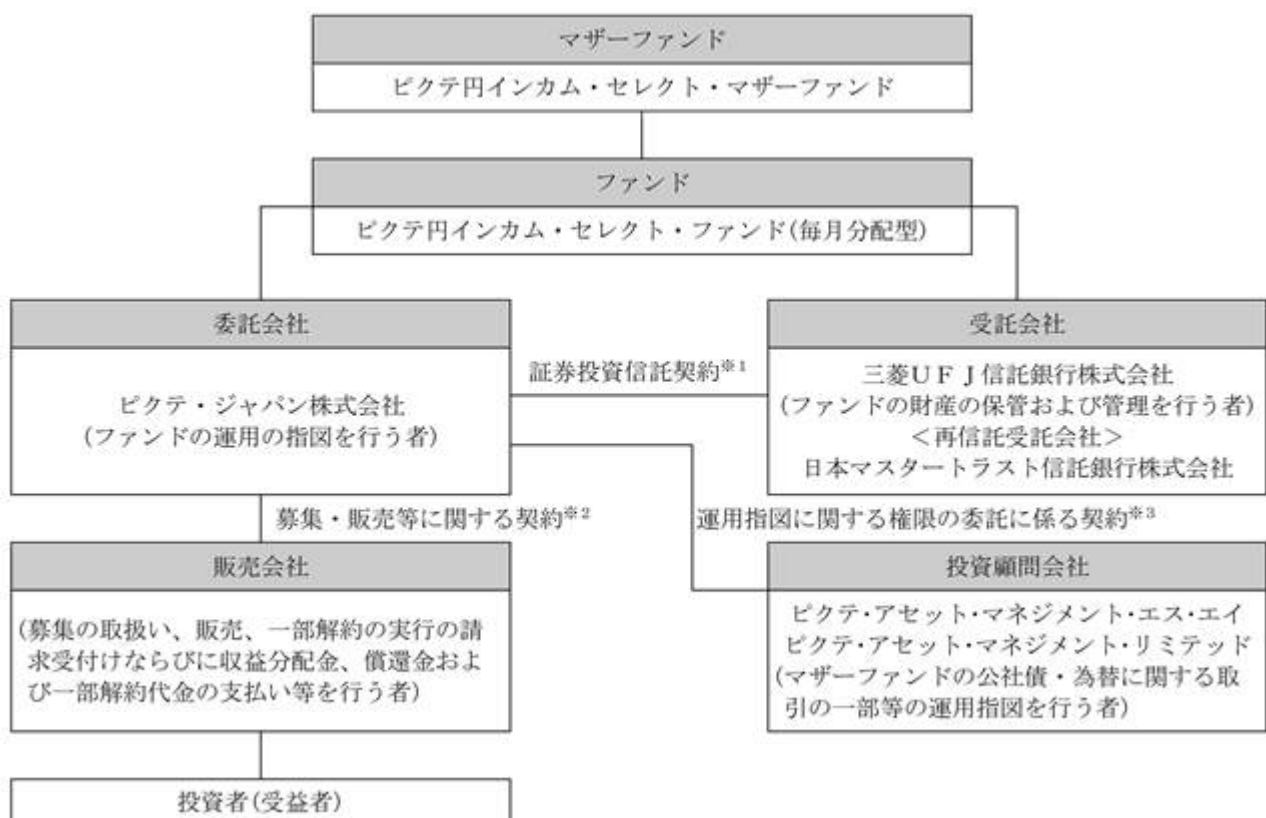 マザーファンド
ピクテ円インカム・セレクト・マザーファンド
ファンド
ピクテ円インカム・セレクト・ファンド(毎月分配型)
委託会社
ピクテ・ジャパン株式会社
(ファンドの運用の指図を行う者)
証券投資信託契約※1
受託会社
三菱UFJ信託銀行株式会社
(ファンドの財産の保管および管理を行う者)
<再信託受託会社>
日本マスタートラスト信託銀行株式会社
募集・販売等に関する契約※2
運用指図に関する権限の委託に係る契約※3
販売会社
(募集の取扱い、販売、一部解約の実行の請
求受付けならびに収益分配金、償還金およ
び一部解約代金の支払い等を行う者)
投資顧問会社
ピクテ・アセット・マネジメント・エス・エイ
ピクテ・アセット・マネジメント・リミテッド
(マザーファンドの公社債・為替に関する取
引の一部等の運用指図を行う者)
投資者(受益者)